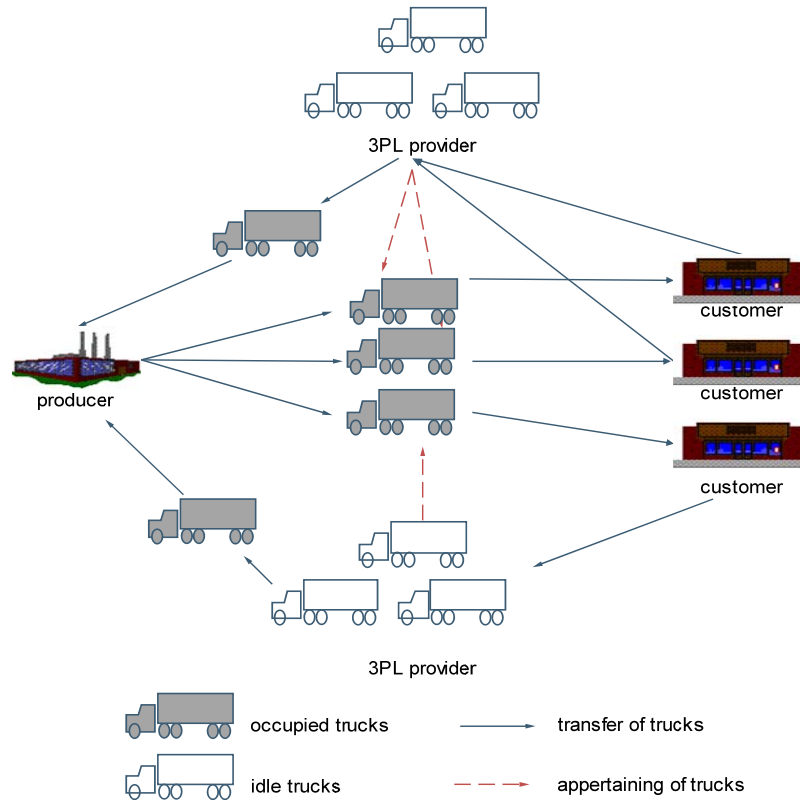 3PL provider
customer
producer
customer
customer
3PL provider
occupied trucks
transfer of trucks
idle trucks
appertaining of trucks